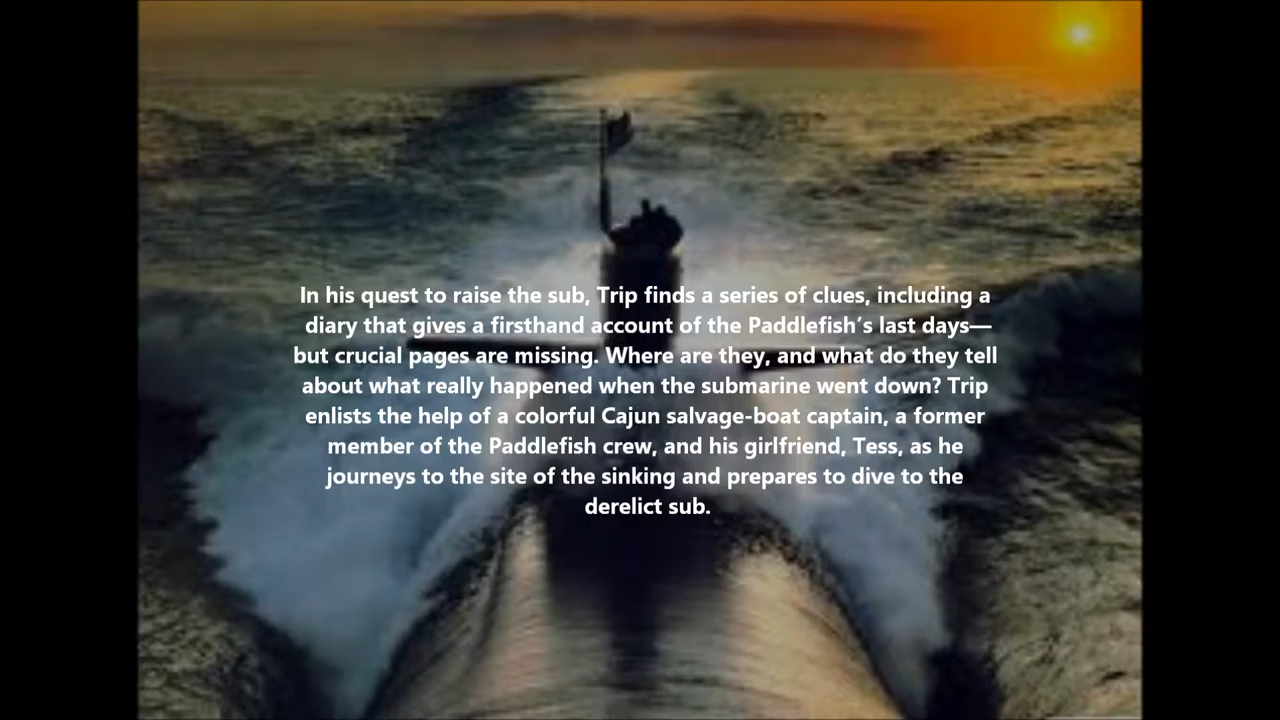 In his quest to raise the sub, Trip finds a series of clues, including a
diary that gives a firsthand account of the Paddlefish's last days—
but crucial pages are missing. Where are they, and what do they tell
about what really happened when the submarine went down? Trip
enlists the help of a colorful Cajun salvage-boat captain, a former
member of the Paddlefish crew, and his girlfriend, Tess, as he
journeys to the site of the sinking and prepares to dive to the
derelict sub.